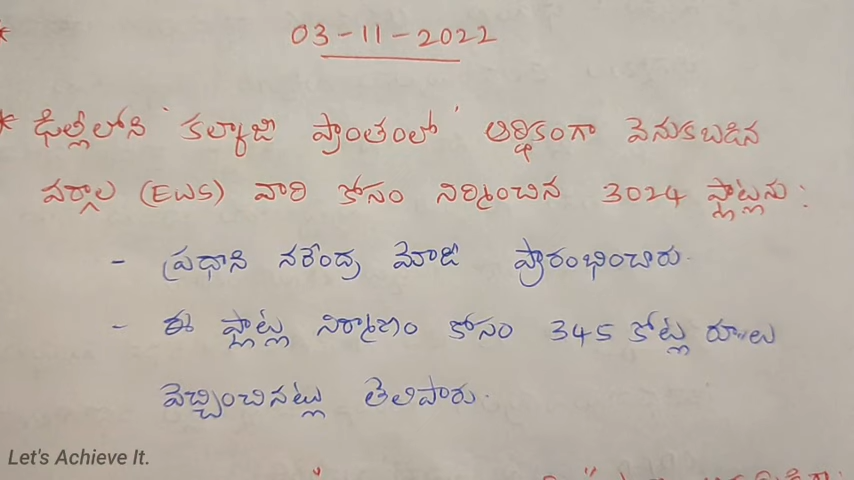 03-11-2022
* ఢిల్లీలోని 'కల్కాజీ ప్రాంతంలో' ఆర్థికంగా వెనుకబడిన
వర్గాల (EWS) వారి కోసం నిర్మించిన 3024 ఫ్లాట్లను:
- ప్రధాని నరేంద్ర మోడీ ప్రారంభించారు.
- ఈ ఫ్లాట్ల నిర్మాణం కోసం 345 కోట్ల రూ"లు
వెచ్చించినట్లు తెలిపారు.
Let's Achieve It.